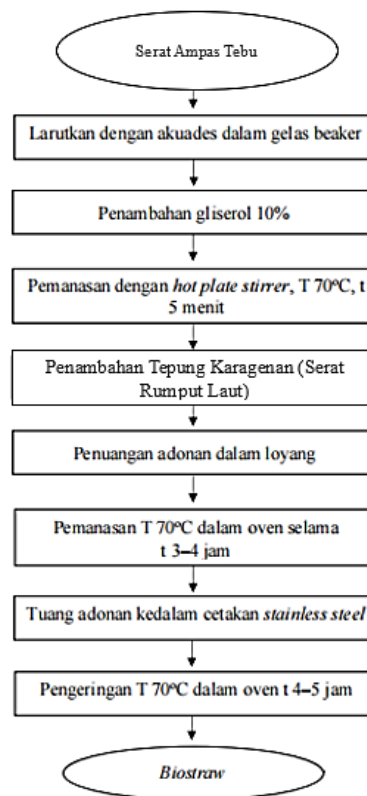 Serat Ampas Tebu
Larutkan dengan akuades dalam gelas beaker
Penambahan gliserol 10%
Pemanasan dengan hot plate stirrer, T 70ºC, t
5 menit
Penambahan Tepung Karagenan (Serat
Rumput Laut)
Penuangan adonan dalam loyang
Pemanasan T 70ºC dalam oven selama
t 3–4 jam
Tuang adonan kedalam cetakan stainless steel
Pengeringan T 70ºC dalam oven t 4–5 jam
Biostraw